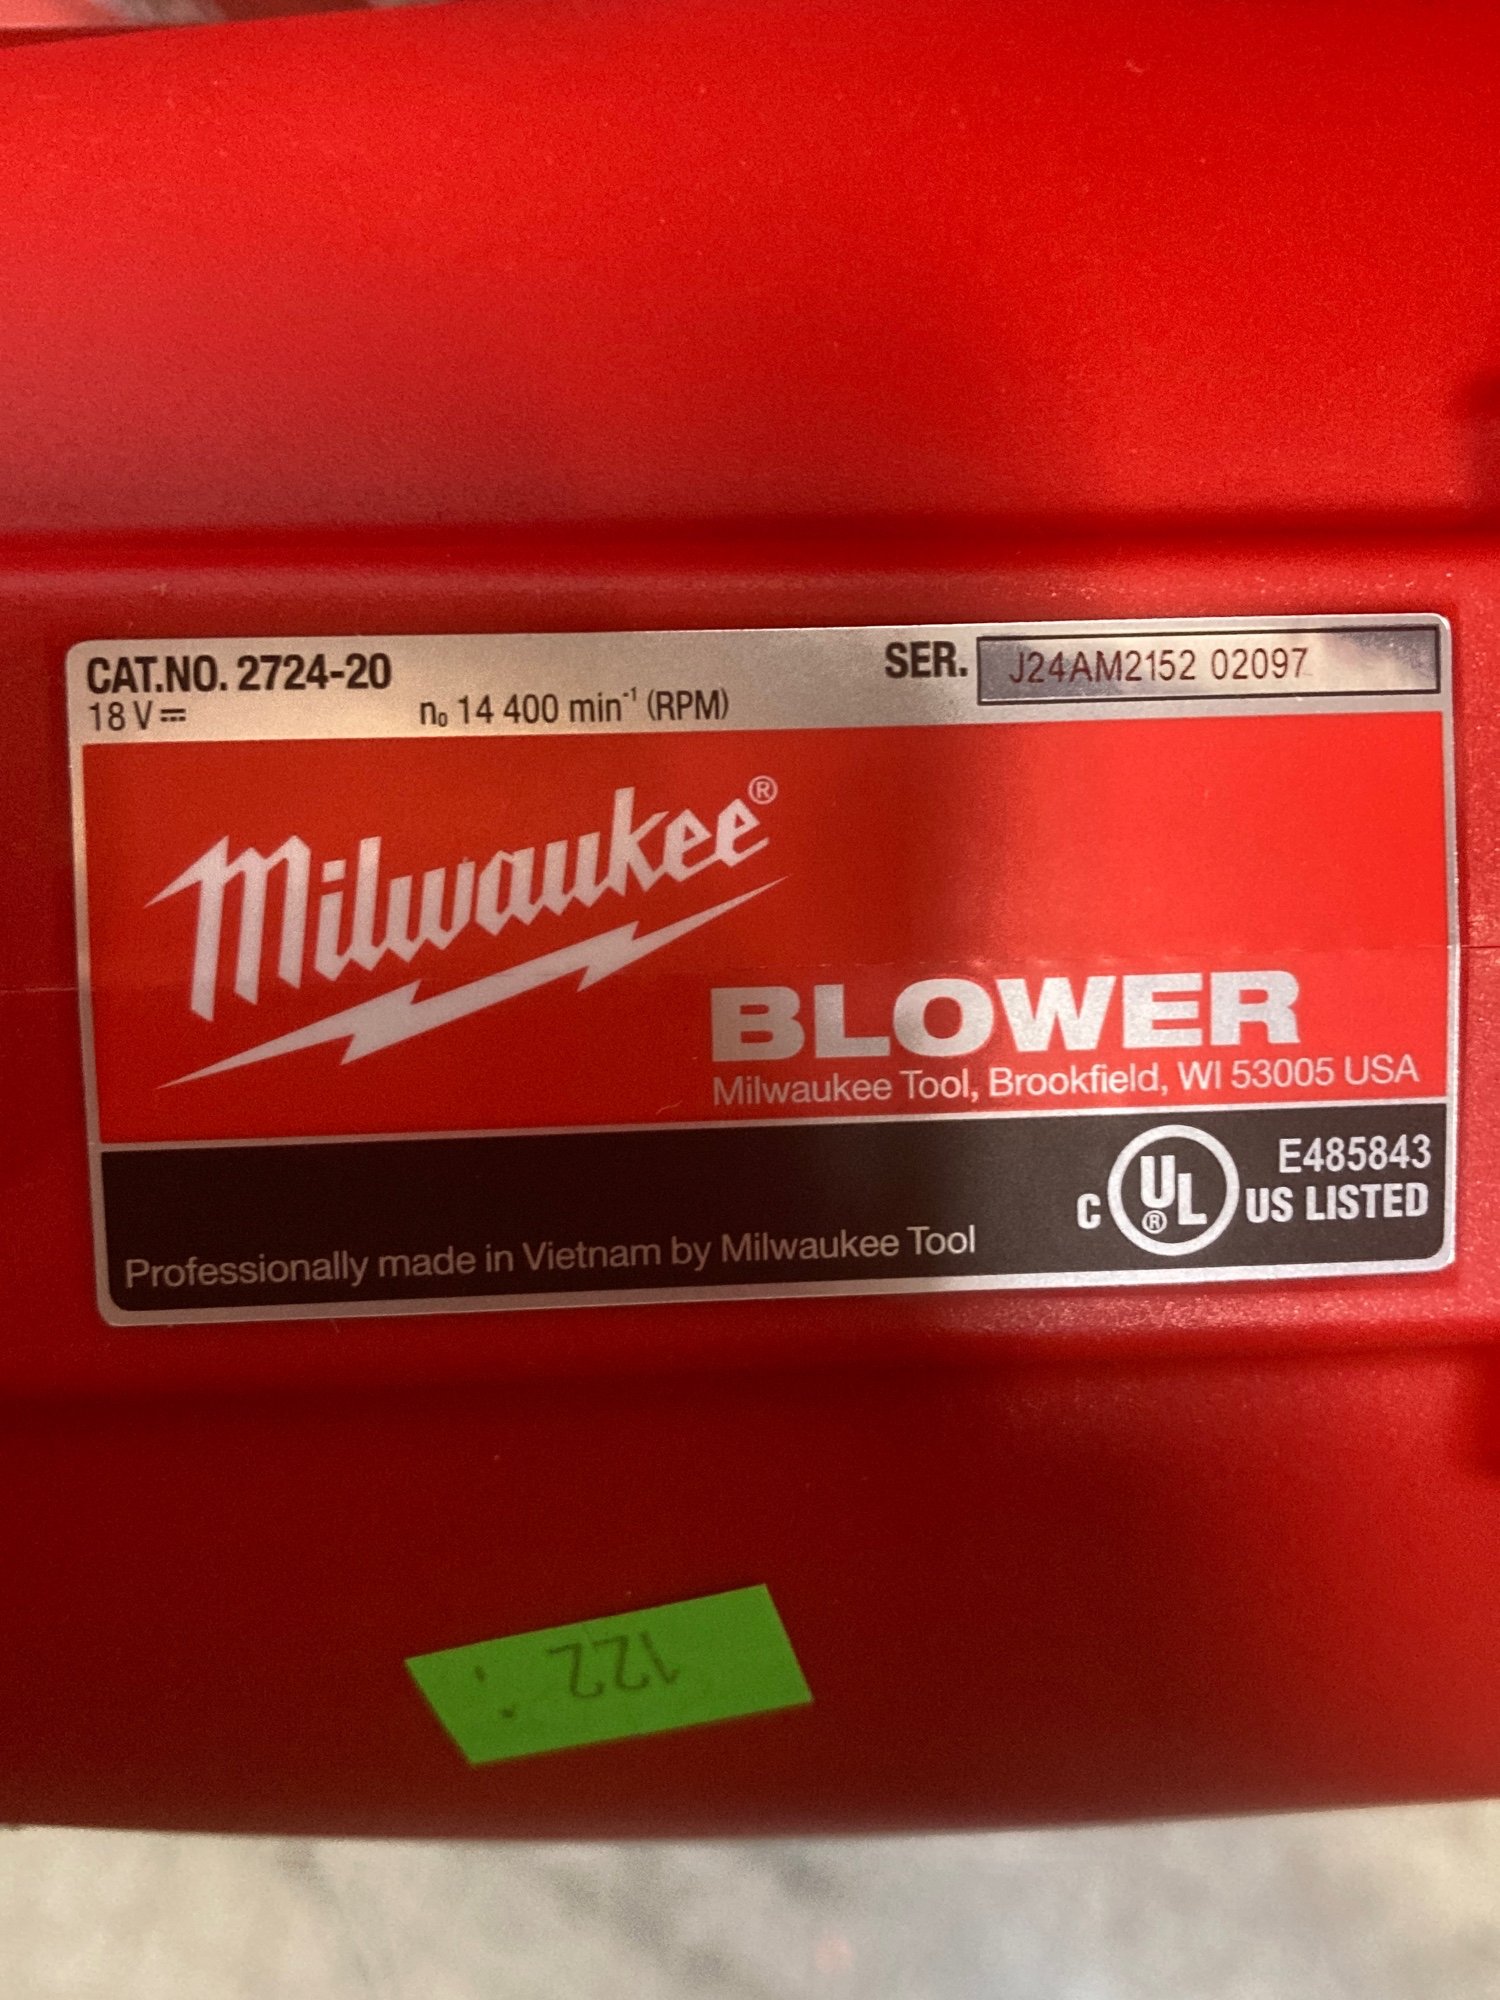 CAT.NO. 2724-20
SER. J24AM2152 02097
18 V ⎓ n₀ 14 400 min⁻¹ (RPM)
Milwaukee®
BLOWER
Milwaukee Tool, Brookfield, WI 53005 USA
E485843
C UL® US LISTED
Professionally made in Vietnam by Milwaukee Tool
122